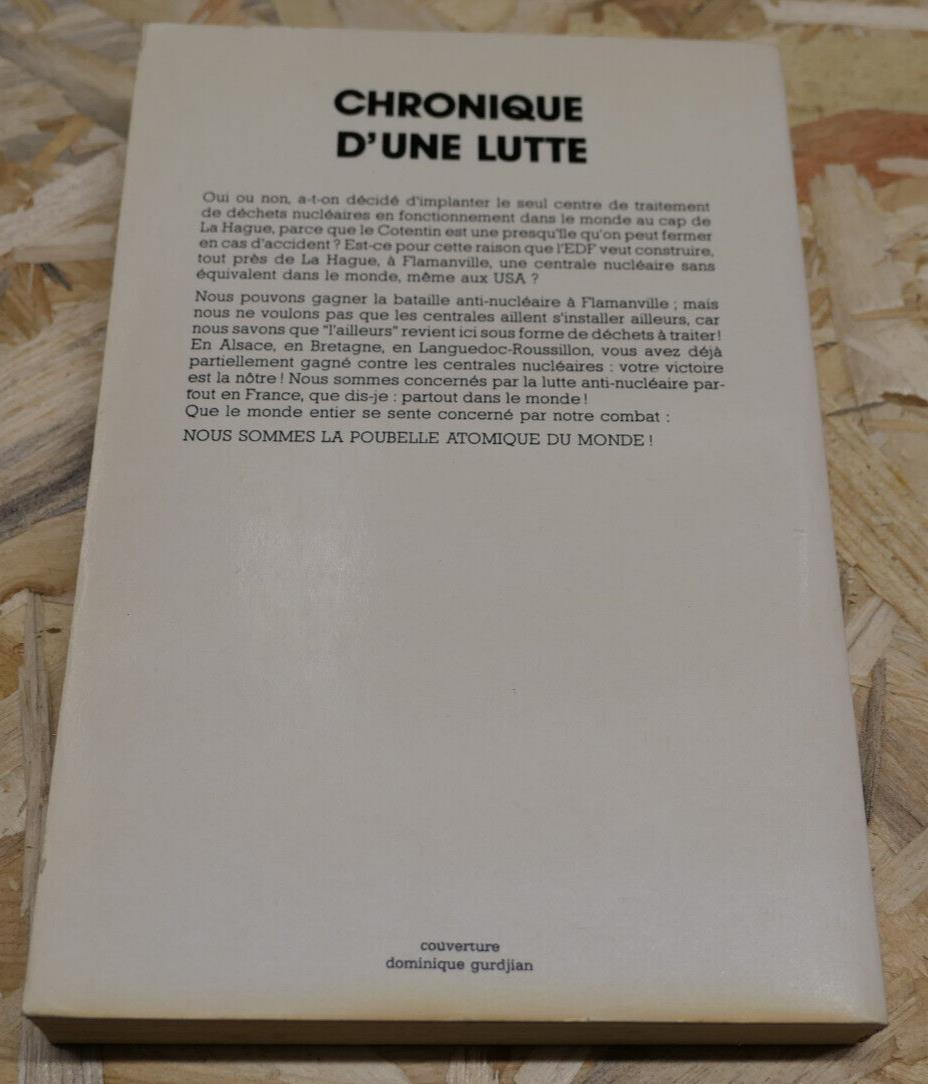 CHRONIQUE
D'UNE LUTTE
Oui ou non, a-t-on décidé d'implanter le seul centre de traitement
de déchets nucléaires en fonctionnement dans le monde au cap de
La Hague, parce que le Cotentin est une presqu'île qu'on peut fermer
en cas d'accident ? Est-ce pour cette raison que l'EDF veut construire,
tout près de La Hague, à Flamanville, une centrale nucléaire sans
équivalent dans le monde, même aux USA ?
Nous pouvons gagner la bataille anti-nucléaire à Flamanville ; mais
nous ne voulons pas que les centrales aillent s'installer ailleurs, car
nous savons que "l'ailleurs" revient ici sous forme de déchets à traiter!
En Alsace, en Bretagne, en Languedoc-Roussillon, vous avez déjà
partiellement gagné contre les centrales nucléaires : votre victoire
est la nôtre ! Nous sommes concernés par la lutte anti-nucléaire par-
tout en France, que dis-je : partout dans le monde !
Que le monde entier se sente concerné par notre combat :
NOUS SOMMES LA POUBELLE ATOMIQUE DU MONDE !
couverture
dominique gurdjian